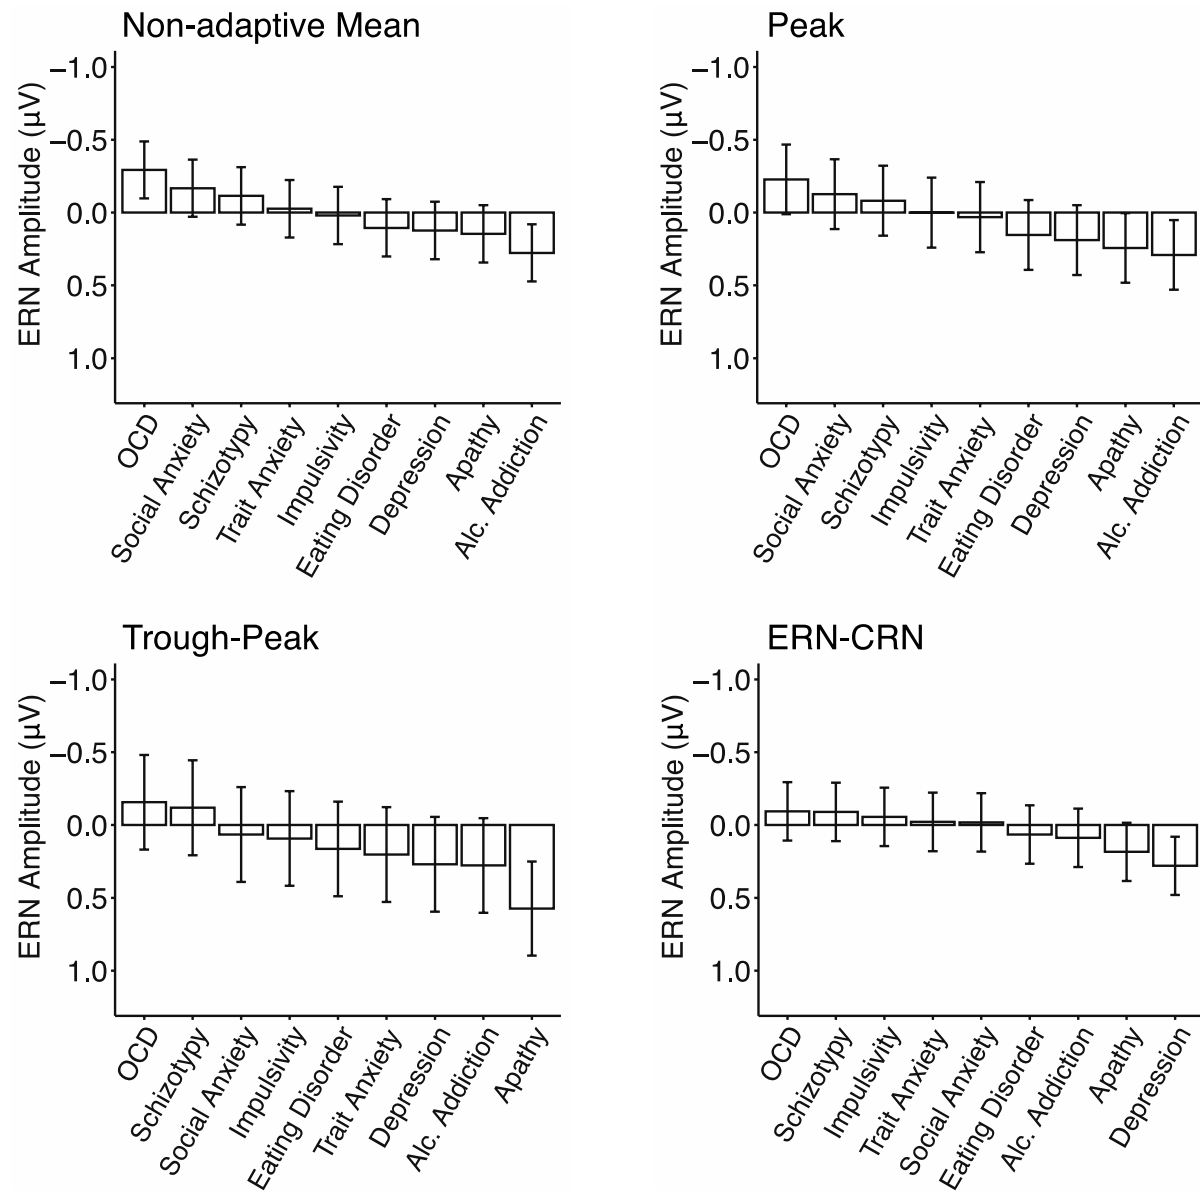 Non-adaptive Mean
ERN Amplitude (µV)
−1.0
−0.5
0.0
0.5
1.0
OCD
Social Anxiety
Schizotypy
Trait Anxiety
Impulsivity
Eating Disorder
Depression
Apathy
Alc. Addiction
Peak
ERN Amplitude (µV)
−1.0
−0.5
0.0
0.5
1.0
OCD
Social Anxiety
Schizotypy
Impulsivity
Trait Anxiety
Eating Disorder
Depression
Apathy
Alc. Addiction
Trough-Peak
ERN Amplitude (µV)
−1.0
−0.5
0.0
0.5
1.0
OCD
Schizotypy
Social Anxiety
Impulsivity
Eating Disorder
Trait Anxiety
Depression
Alc. Addiction
Apathy
ERN-CRN
ERN Amplitude (µV)
−1.0
−0.5
0.0
0.5
1.0
OCD
Schizotypy
Impulsivity
Trait Anxiety
Social Anxiety
Eating Disorder
Alc. Addiction
Apathy
Depression